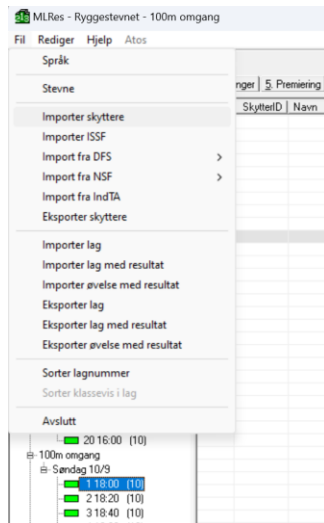 MLRes - Ryggestevnet - 100m omgang
Fil Rediger Hjelp Atos
Språk
Stevne
nger 5. Premiering
Importer skyttere
SkytterID Navn
Importer ISSF
Import fra DFS
Import fra NSF
Import fra IndTA
Eksporter skyttere
Importer lag
Importer lag med resultat
Importer øvelse med resultat
Eksporter lag
Eksporter lag med resultat
Eksporter øvelse med resultat
Sorter lagnummer
Sorter klassevis i lag
Avslutt
20 16:00 (10)
100m omgang
Søndag 10/9
1 18:00 (10)
2 18:20 (10)
3 18:40 (10)